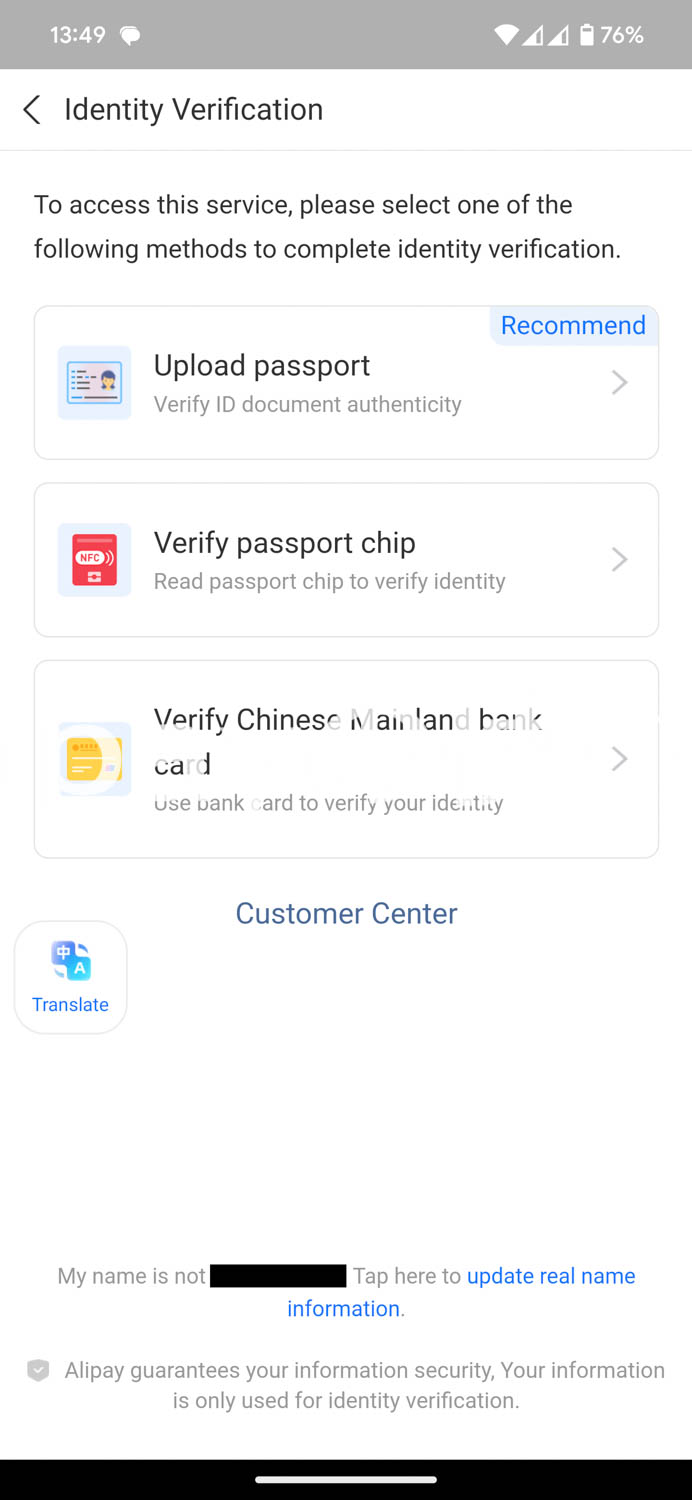 13:49
76%
Identity Verification
To access this service, please select one of the
following methods to complete identity verification.
Recommend
Upload passport
Verify ID document authenticity
NFC
Verify passport chip
Read passport chip to verify identity
Verify Chinese Mainland bank
card
Use bank card to verify your identity
Customer Center
中
A
Translate
My name is not Tap here to update real name
information.
Alipay guarantees your information security, Your information
is only used for identity verification.